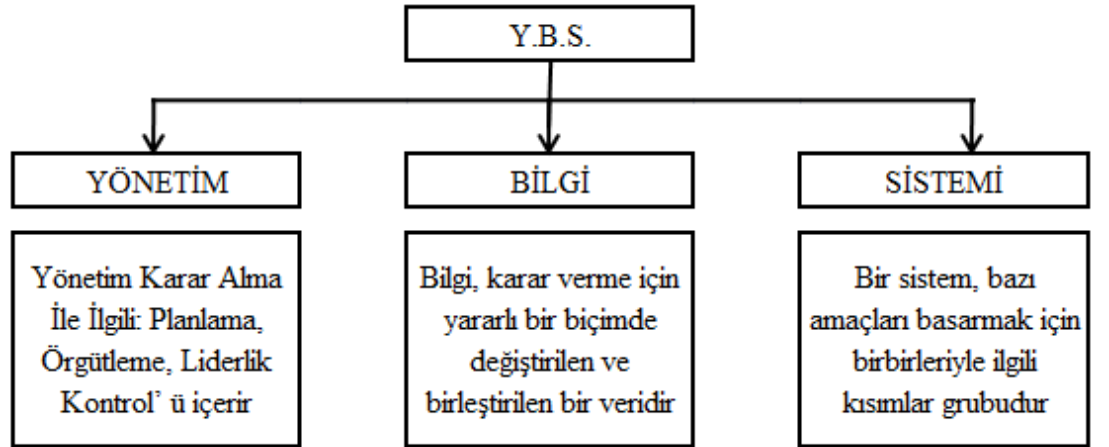 Y.B.S.
YÖNETİM
BİLGİ
SİSTEMİ
Yönetim Karar Alma
İle İlgili: Planlama,
Örgütleme, Liderlik
Kontrol’ ü içerir
Bilgi, karar verme için
yararlı bir biçimde
değiştirilen ve
birleştirilen bir veridir
Bir sistem, bazı
amaçları basarmak için
birbirleriyle ilgili
kısımlar grubudur